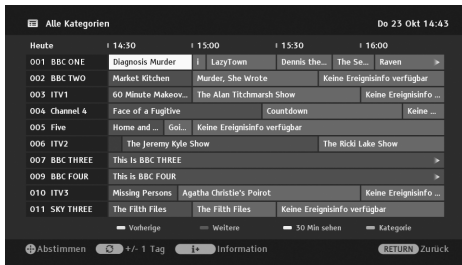 Alle Kategorien Do 23 Okt 14:43
Heute 14:30 15:00 15:30 16:00
001 BBC ONE Diagnosis Murder i LazyTown Dennis the... The Se... Raven
002 BBC TWO Market Kitchen Murder, She Wrote Keine Ereignisinfo verfügbar
003 ITV1 60 Minute Makeov... The Alan Titchmarsh Show Keine Ereignisinfo ...
004 Channel 4 Face of a Fugitive Countdown Keine ...
005 Five Home and ... Goi... Keine Ereignisinfo verfügbar
006 ITV2 The Jeremy Kyle Show The Ricki Lake Show
007 BBC THREE This Is BBC THREE
009 BBC FOUR This is BBC FOUR
010 ITV3 Missing Persons Agatha Christie's Poirot Keine Ereignisinfo ...
011 SKY THREE The Filth Files The Filth Files Keine Ereignisinfo verfügbar
Vorherige Weitere 30 Min sehen Kategorie
Abstimmen +/- 1 Tag i+ Information RETURN Zurück